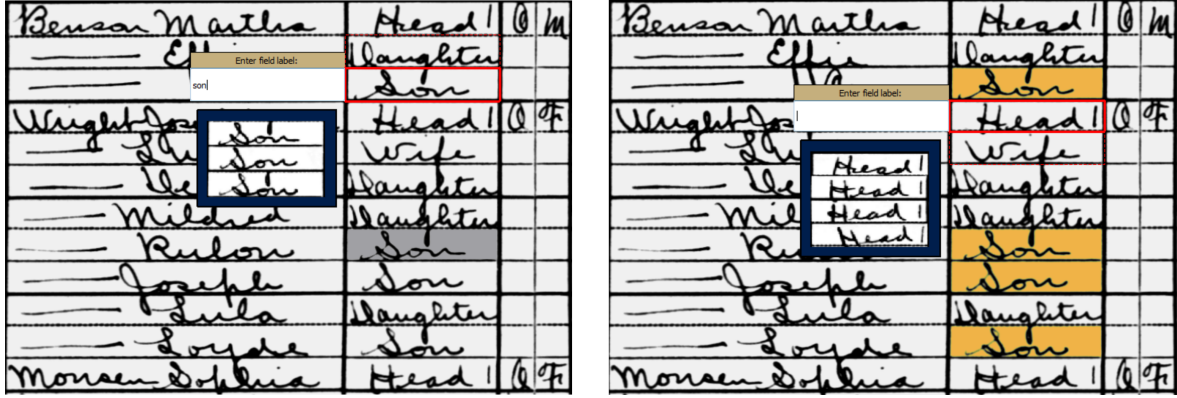 Benson Martha Head 1 O M
Daughter
Enter field label:
son Son
Wright Head 1 O F
Son
Son Wife
Son Daughter
Mildred Daughter
Rulon Son
Joseph Son
Lula Daughter
Loyde Son
Monsen Sophia Head 1 O F
Benson Martha Head 1 O M
Effie Daughter
Son
Enter field label:
Wright Head 1 O F
Wife
Head 1
Head 1 Daughter
Head 1 Daughter
Head 1 Son
Joseph Son
Lula Daughter
Loyde Son
Monsen Sophia Head 1 O F